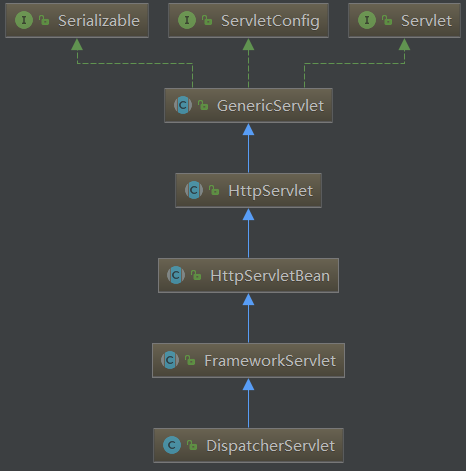 I Serializable
I ServletConfig
I Servlet
C GenericServlet
C HttpServlet
C HttpServletBean
C FrameworkServlet
C DispatcherServlet